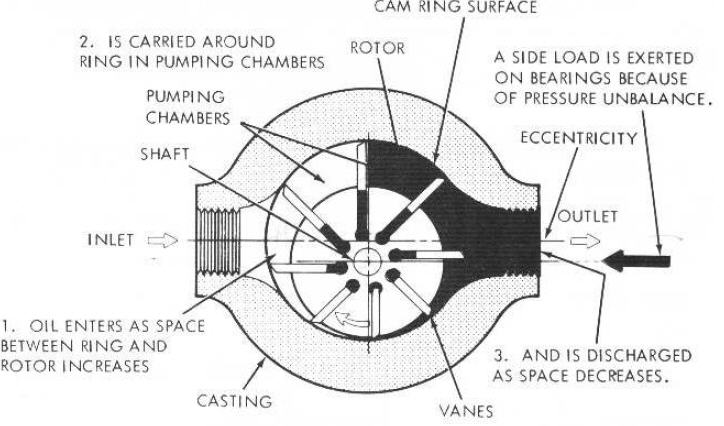 CAM RING SURFACE
2. IS CARRIED AROUND
RING IN PUMPING CHAMBERS
ROTOR
A SIDE LOAD IS EXERTED
ON BEARINGS BECAUSE
OF PRESSURE UNBALANCE.
PUMPING
CHAMBERS
ECCENTRICITY
SHAFT
OUTLET
INLET
1. OIL ENTERS AS SPACE
BETWEEN RING AND
ROTOR INCREASES
3. AND IS DISCHARGED
AS SPACE DECREASES.
CASTING
VANES